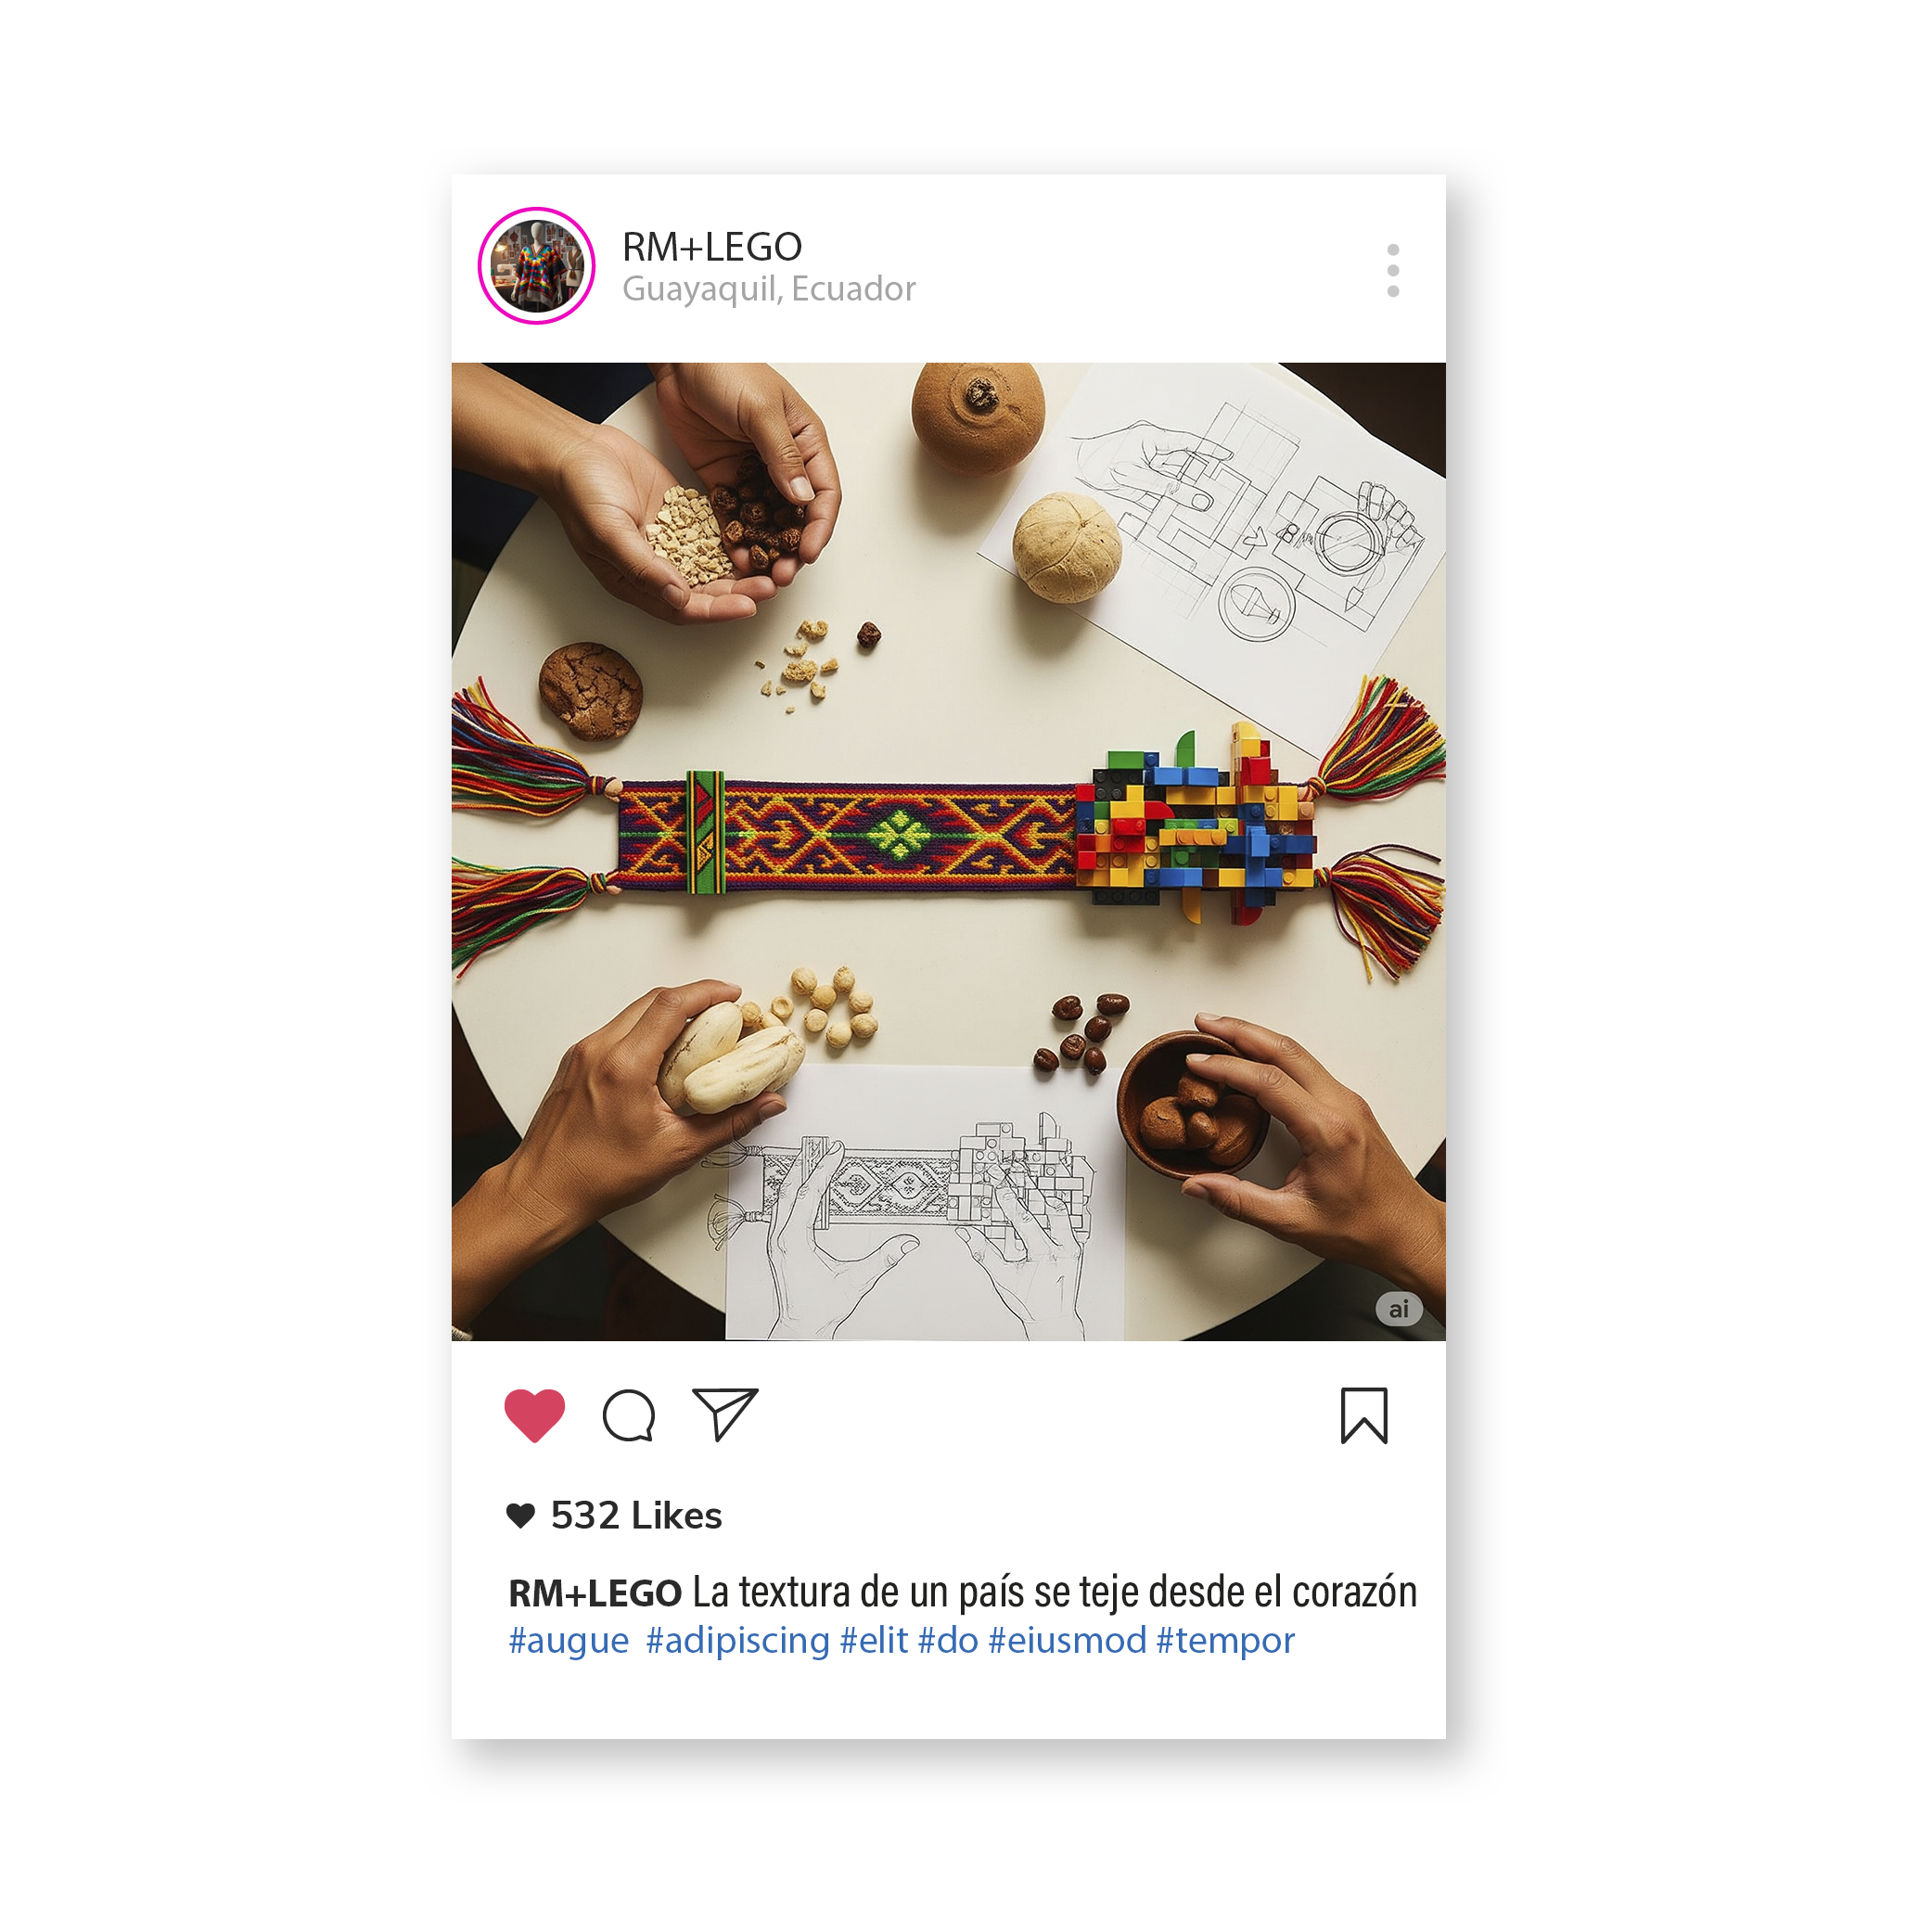 RM+LEGO
Guayaquil, Ecuador
ai
532 Likes
RM+LEGO La textura de un país se teje desde el corazón
#augue #adipiscing #elit #do #eiusmod #tempor